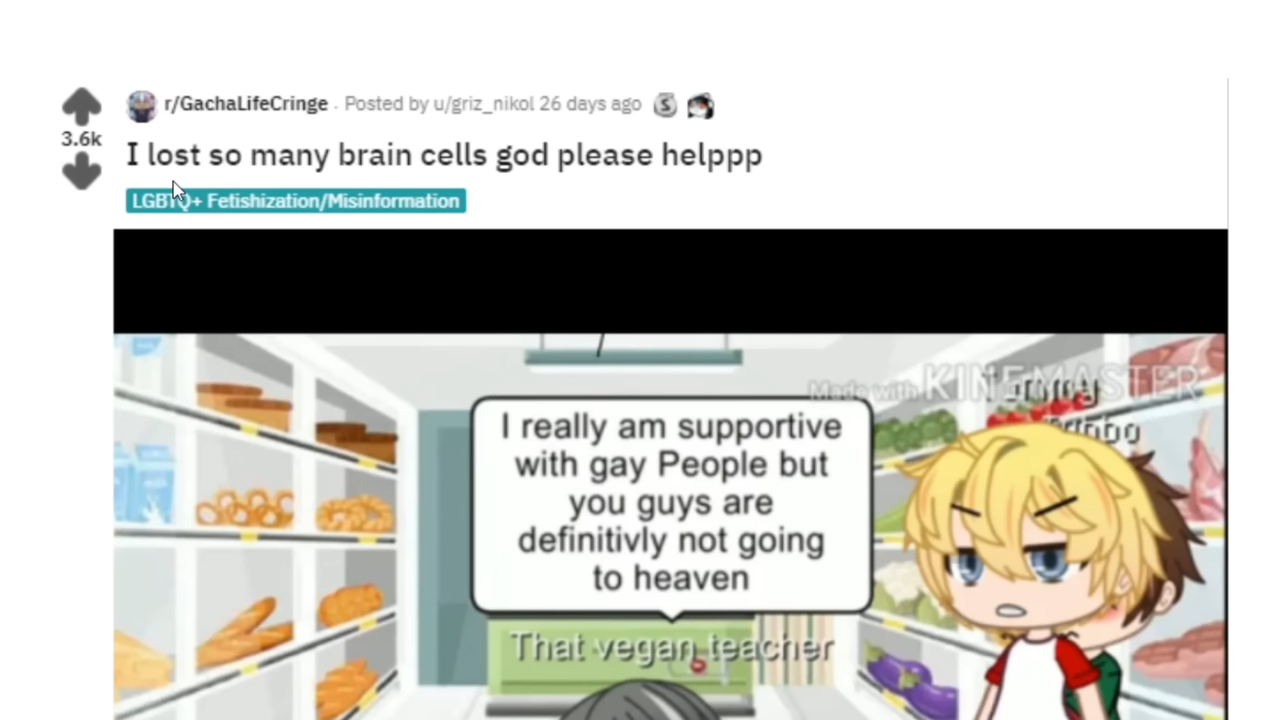 r/GachaLifeCringe · Posted by u/griz_nikol 26 days ago
3.6k
I lost so many brain cells god please helppp
LGBTQ+ Fetishization/Misinformation
Made with KINEMASTER
Tommy
I really am supportive
with gay People but
you guys are
definitivly not going
to heaven
That vegan teacher